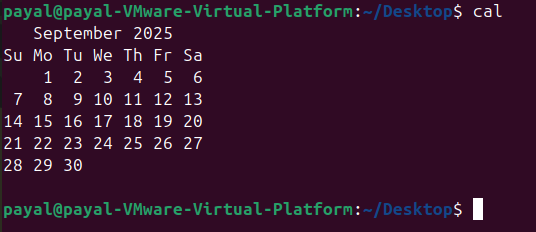 payal@payal-VMware-Virtual-Platform:~/Desktop$ cal
   September 2025
Su Mo Tu We Th Fr Sa
    1  2  3  4  5  6
 7  8  9 10 11 12 13
14 15 16 17 18 19 20
21 22 23 24 25 26 27
28 29 30
payal@payal-VMware-Virtual-Platform:~/Desktop$